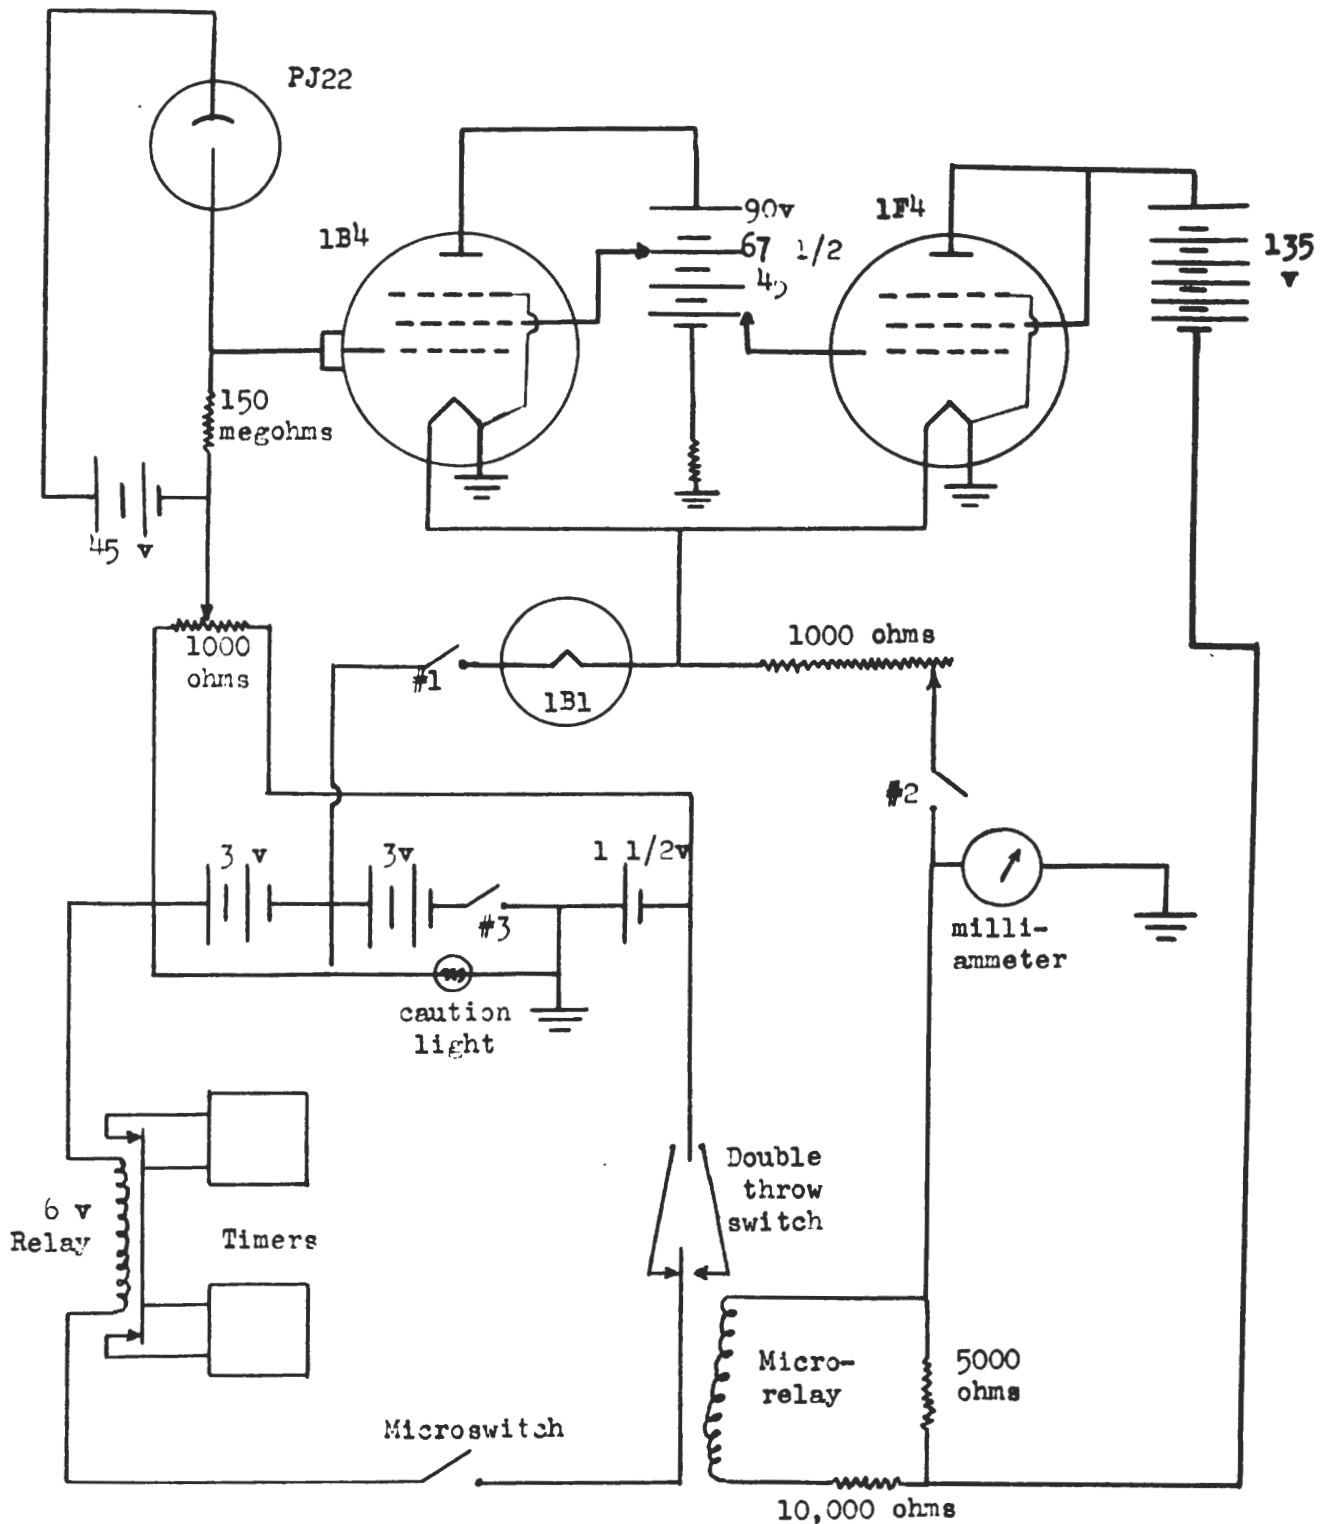 PJ22
1B4
90v
67 1/2
45
1F4
135
v
150
megohms
45 v
1000
ohms
#1
1B1
1000 ohms
#2
3 v
3v
1 1/2v
#3
milli-
ammeter
caution
light
Double
throw
switch
6 v
Relay
Timers
Micro-
relay
5000
ohms
Microswitch
10,000 ohms